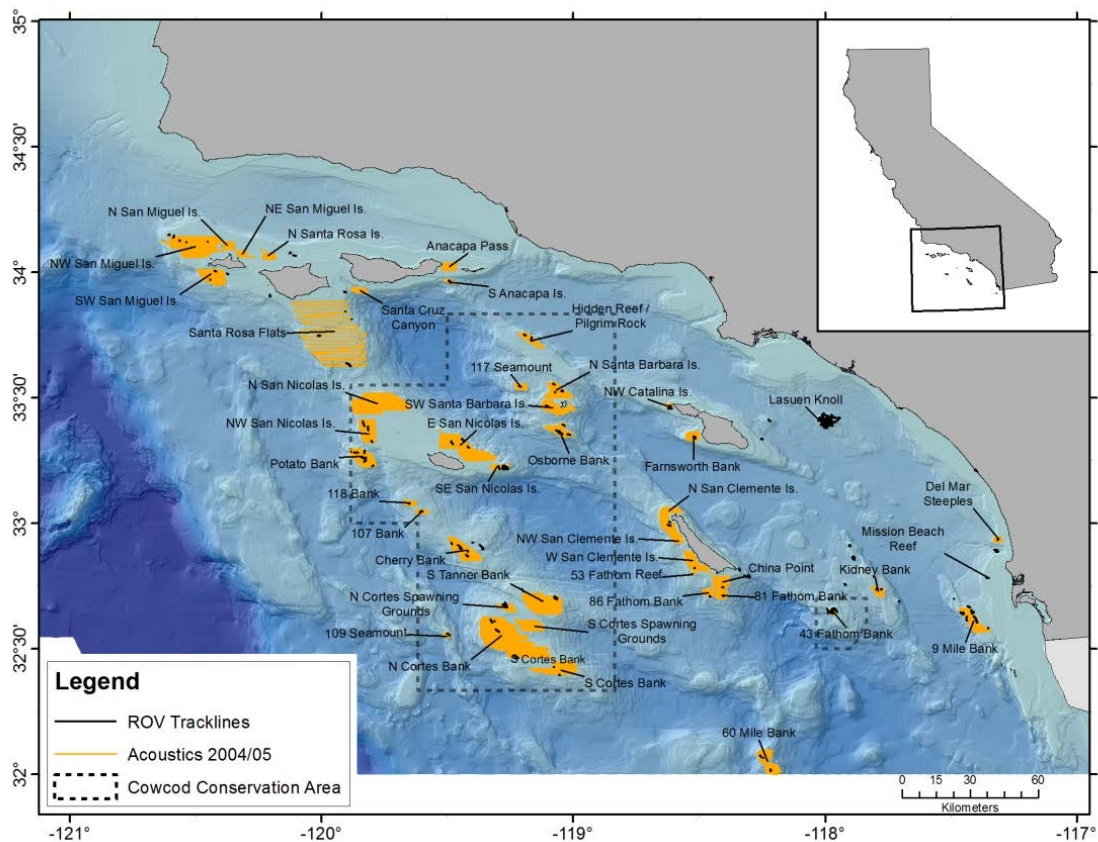 35°
34°30'
34°
33°30'
33°
32°30'
32°
N San Miguel Is.
NE San Miguel Is.
N Santa Rosa Is.
NW San Miguel Is.
Anacapa Pass
SW San Miguel Is.
S Anacapa Is.
Santa Cruz
Canyon
Hidden Reef /
Pilgrim Rock
Santa Rosa Flats
117 Seamount
N Santa Barbara Is.
N San Nicolas Is.
NW Catalina Is.
SW Santa Barbara Is.
Lasuen Knoll
NW San Nicolas Is.
E San Nicolas Is.
Potato Bank
Osborne Bank
Farnsworth Bank
SE San Nicolas Is.
118 Bank
N San Clemente Is.
Del Mar
Steeples
107 Bank
Mission Beach
Reef
NW San Clemente Is.
Cherry Bank
W San Clemente Is.
China Point
53 Fathom Reef
Kidney Bank
S Tanner Bank
86 Fathom Bank
81 Fathom Bank
N Cortes Spawning
Grounds
S Cortes Spawning
Grounds
43 Fathom Bank
109 Seamount
9 Mile Bank
N Cortes Bank
S Cortes Bank
S Cortes Bank
60 Mile Bank
Legend
ROV Tracklines
Acoustics 2004/05
Cowcod Conservation Area
0 15 30 60
Kilometers
-121°
-120°
-119°
-118°
-117°